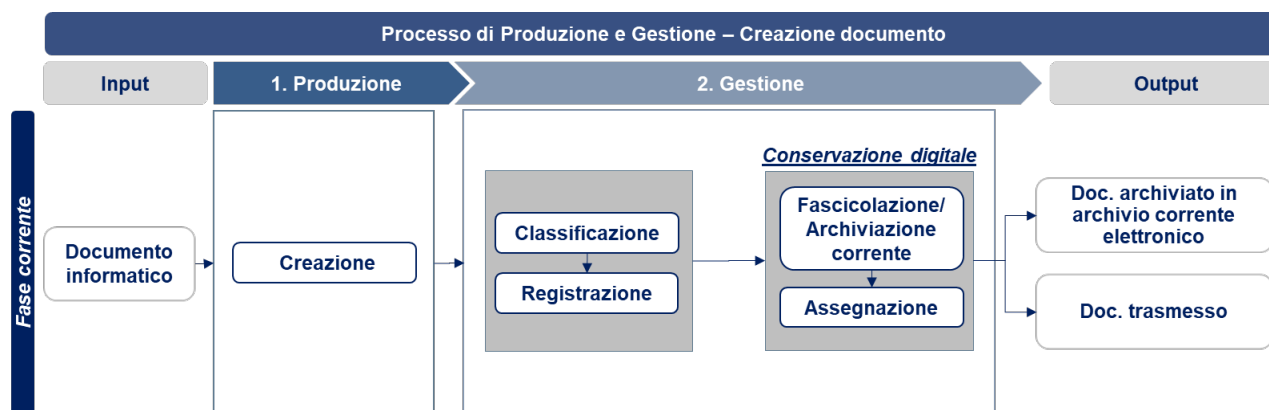 Processo di Produzione e Gestione – Creazione documento
Input
1. Produzione
2. Gestione
Output
Fase corrente
Documento
informatico
Creazione
Classificazione
Registrazione
Conservazione digitale
Fascicolazione/
Archiviazione
corrente
Assegnazione
Doc. archiviato in
archivio corrente
elettronico
Doc. trasmesso